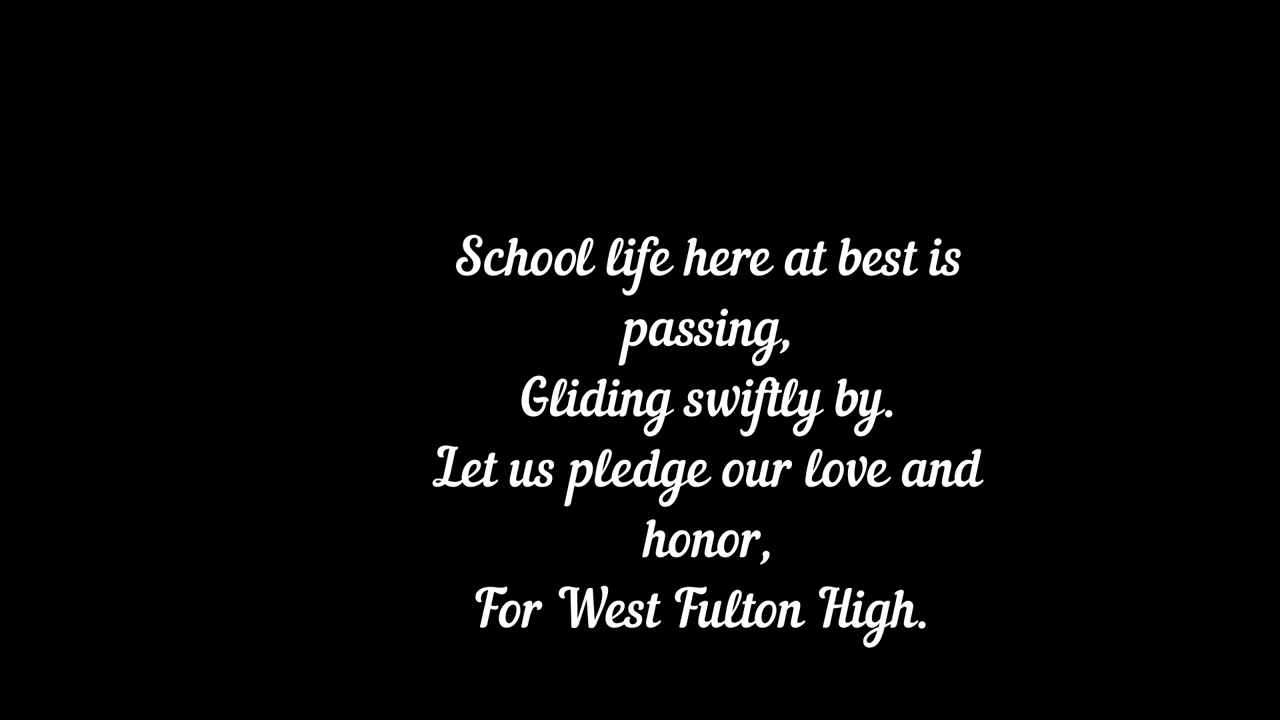 School life here at best is
passing,
Gliding swiftly by.
Let us pledge our love and
honor,
For West Fulton High.